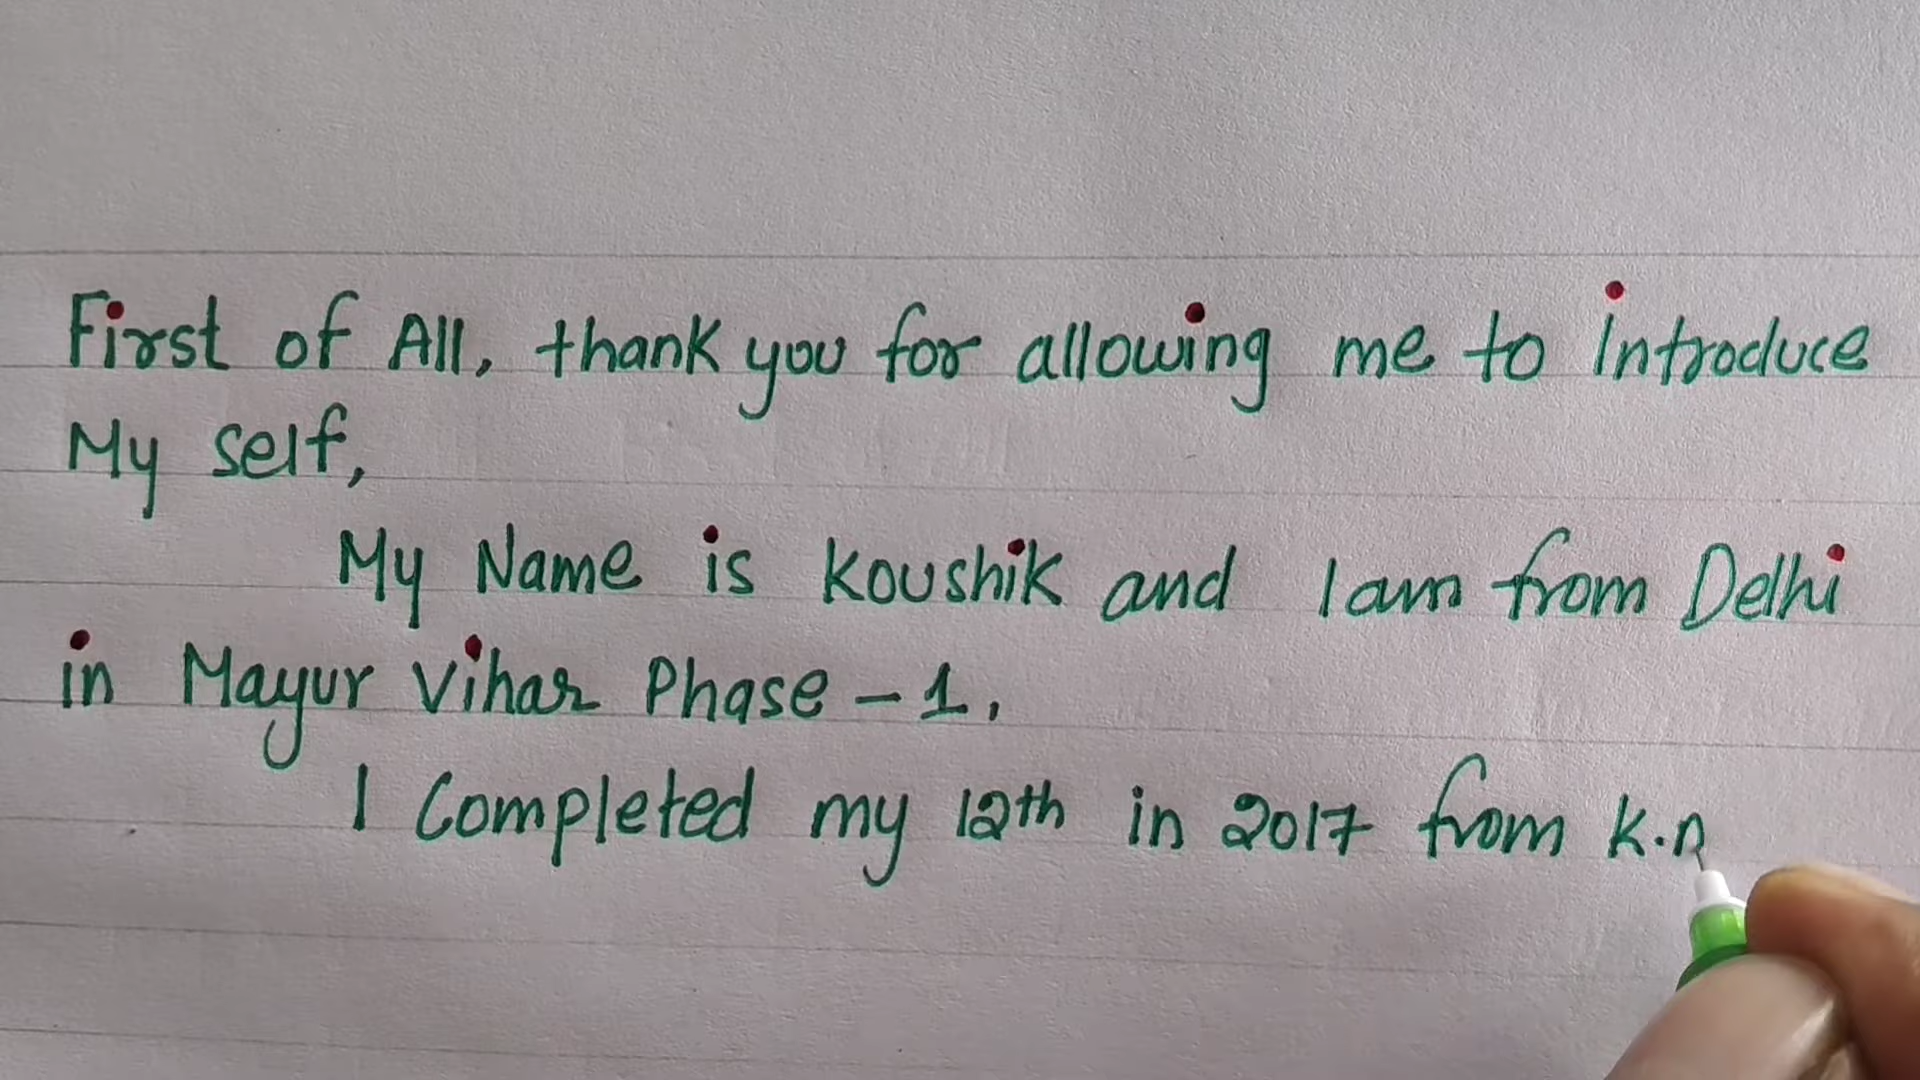 First of All, thank you for allowing me to introduce
My self,
My Name is Koushik and I am from Delhi
in Mayur Vihar Phase - 1.
I Completed my 12th in 2017 from K.n